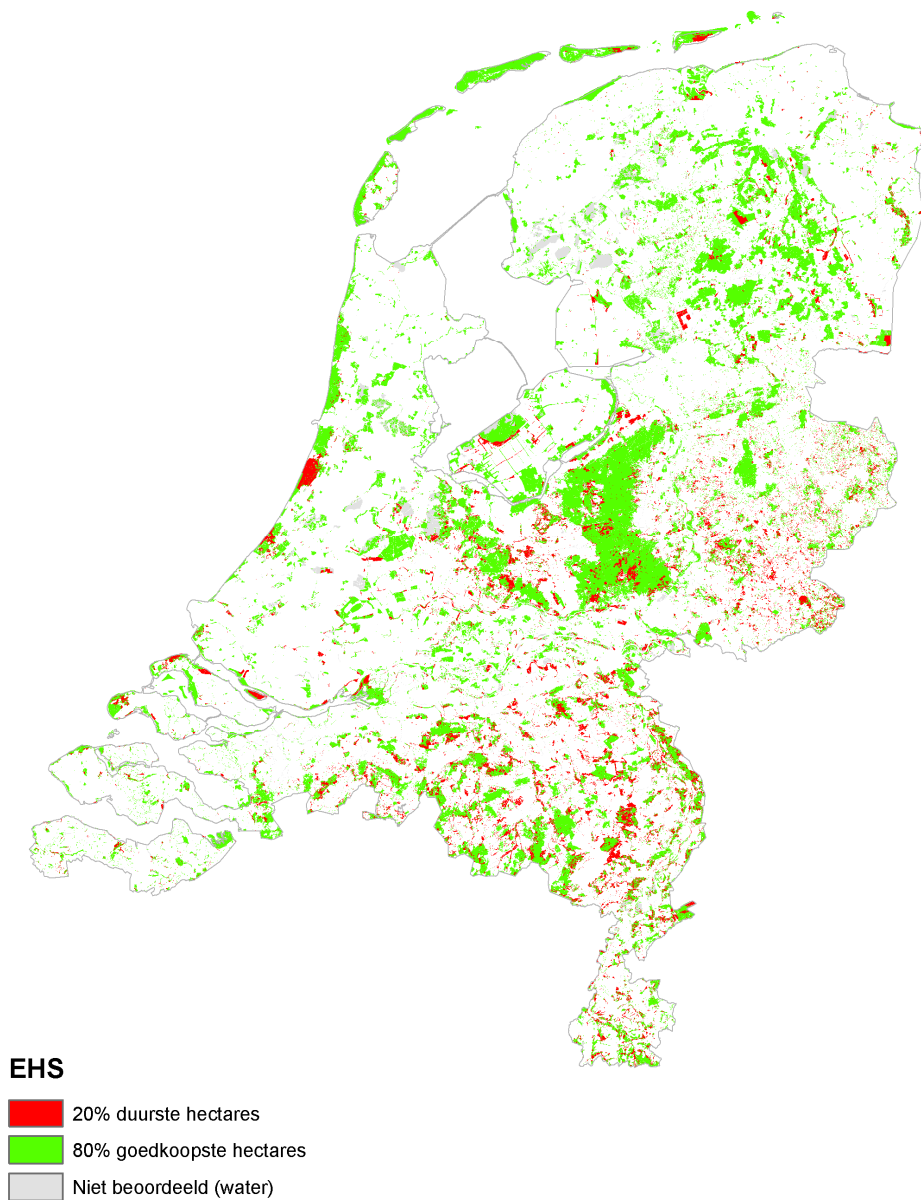 EHS
20% duurste hectares
80% goedkoopste hectares
Niet beoordeeld (water)